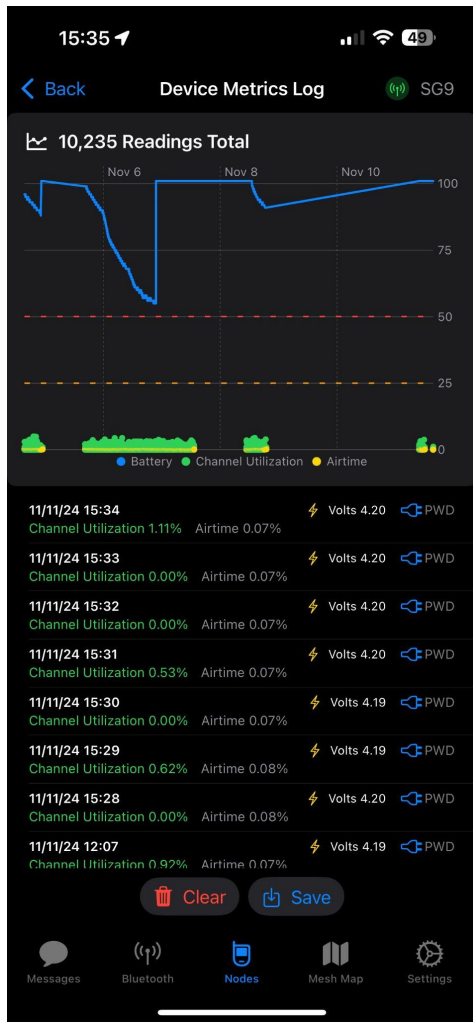 15:35
49
Back
Device Metrics Log
SG9
10,235 Readings Total
Nov 6
Nov 8
Nov 10
100
75
50
25
0
Battery
Channel Utilization
Airtime
11/11/24 15:34
Volts 4.20
PWD
Channel Utilization 1.11% Airtime 0.07%
11/11/24 15:33
Volts 4.20
PWD
Channel Utilization 0.00% Airtime 0.07%
11/11/24 15:32
Volts 4.20
PWD
Channel Utilization 0.00% Airtime 0.07%
11/11/24 15:31
Volts 4.20
PWD
Channel Utilization 0.53% Airtime 0.07%
11/11/24 15:30
Volts 4.19
PWD
Channel Utilization 0.00% Airtime 0.07%
11/11/24 15:29
Volts 4.19
PWD
Channel Utilization 0.62% Airtime 0.08%
11/11/24 15:28
Volts 4.20
PWD
Channel Utilization 0.00% Airtime 0.08%
11/11/24 12:07
Volts 4.19
PWD
Channel Utilization 0.92% Airtime 0.07%
Clear
Save
Messages
Bluetooth
Nodes
Mesh Map
Settings